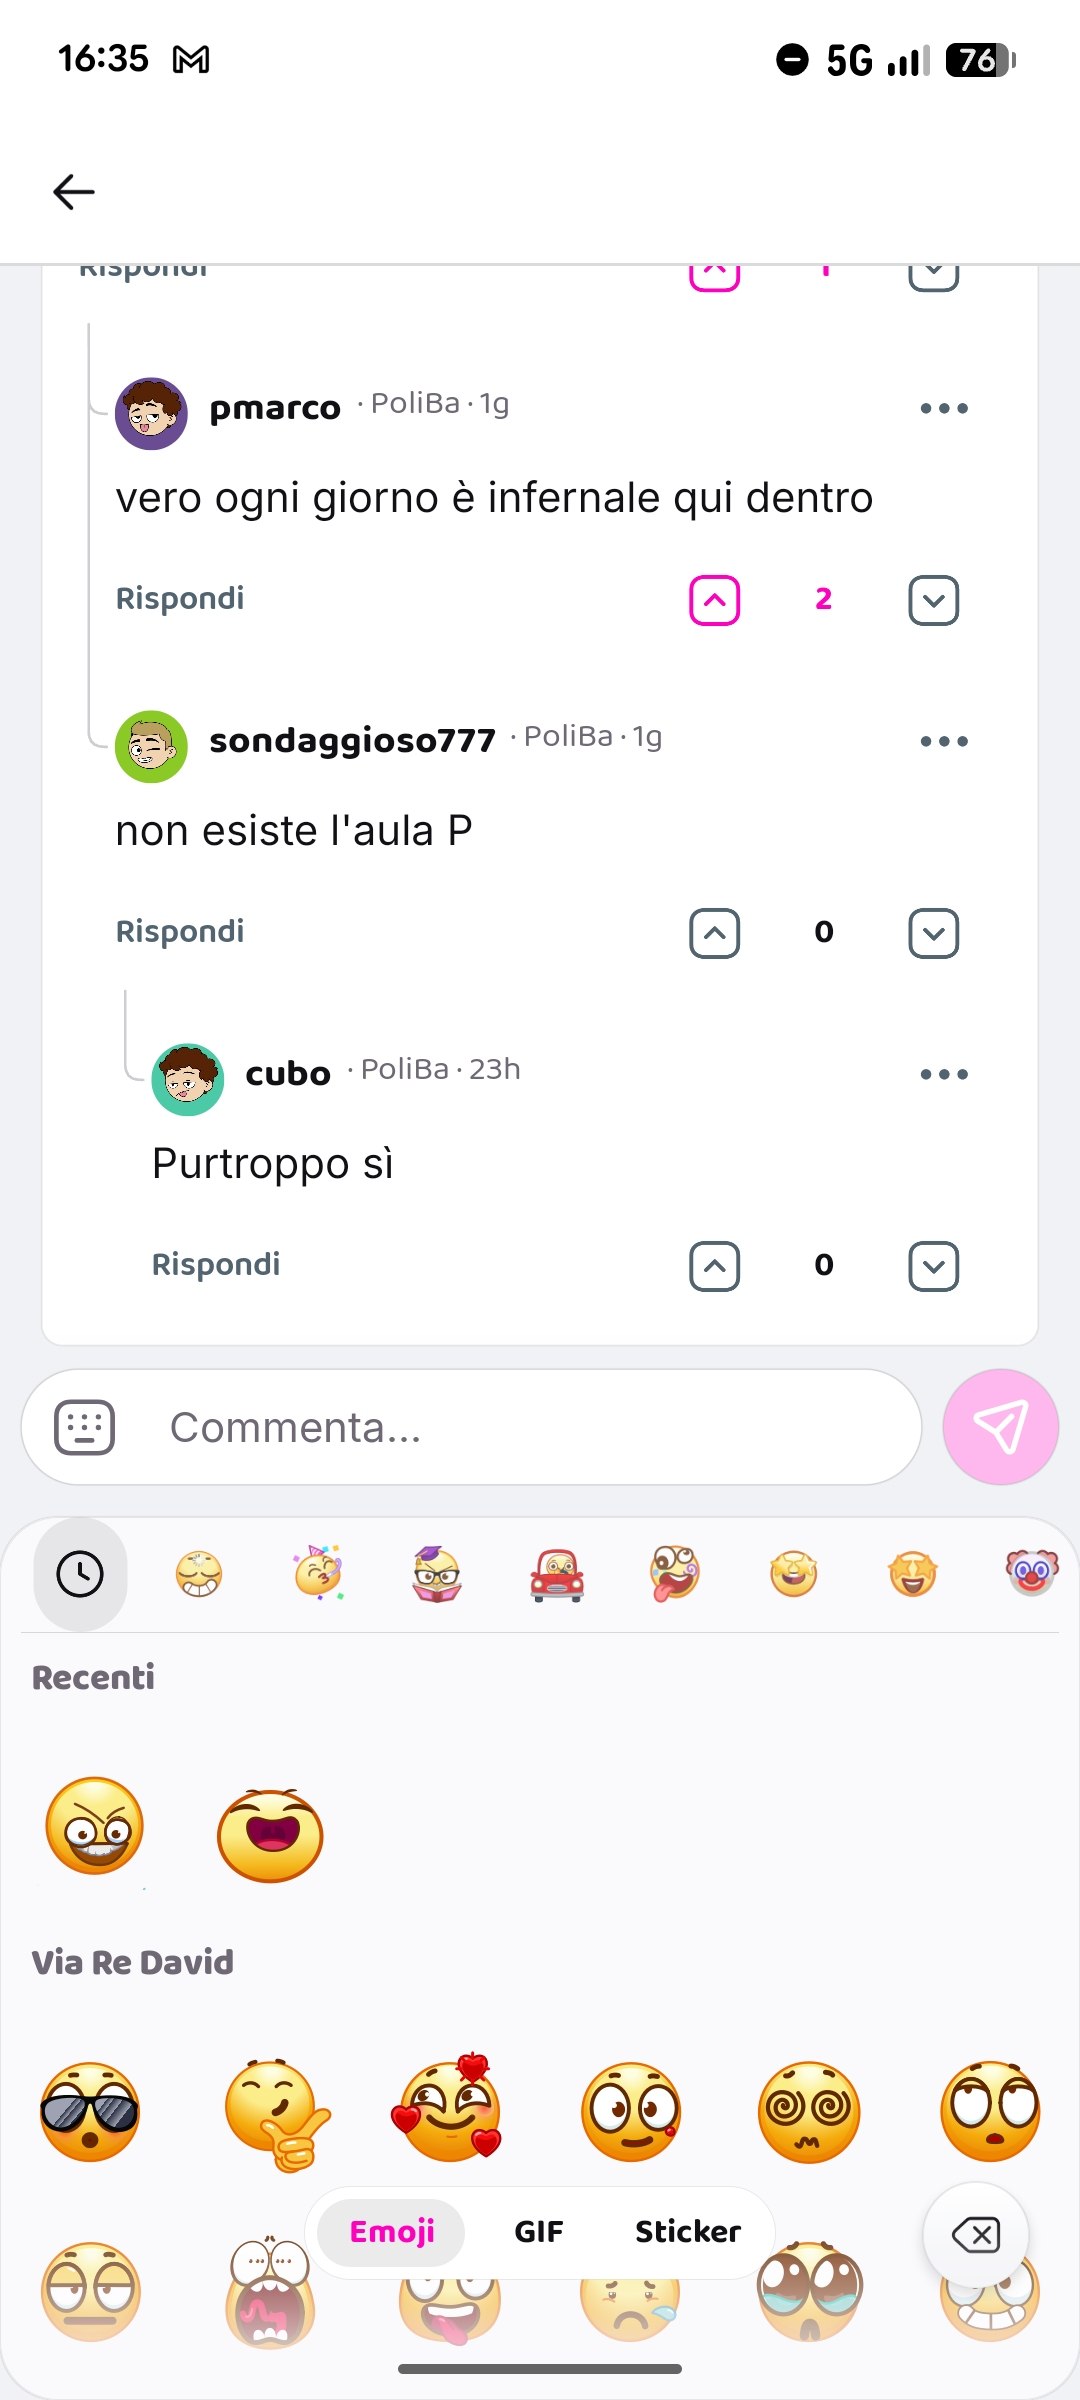 16:35
5G
76
Rispondi
1
pmarco · PoliBa · 1g
vero ogni giorno è infernale qui dentro
Rispondi
2
sondaggioso777 · PoliBa · 1g
non esiste l'aula P
Rispondi
0
cubo · PoliBa · 23h
Purtroppo sì
Rispondi
0
Commenta...
Recenti
Via Re David
Emoji
GIF
Sticker